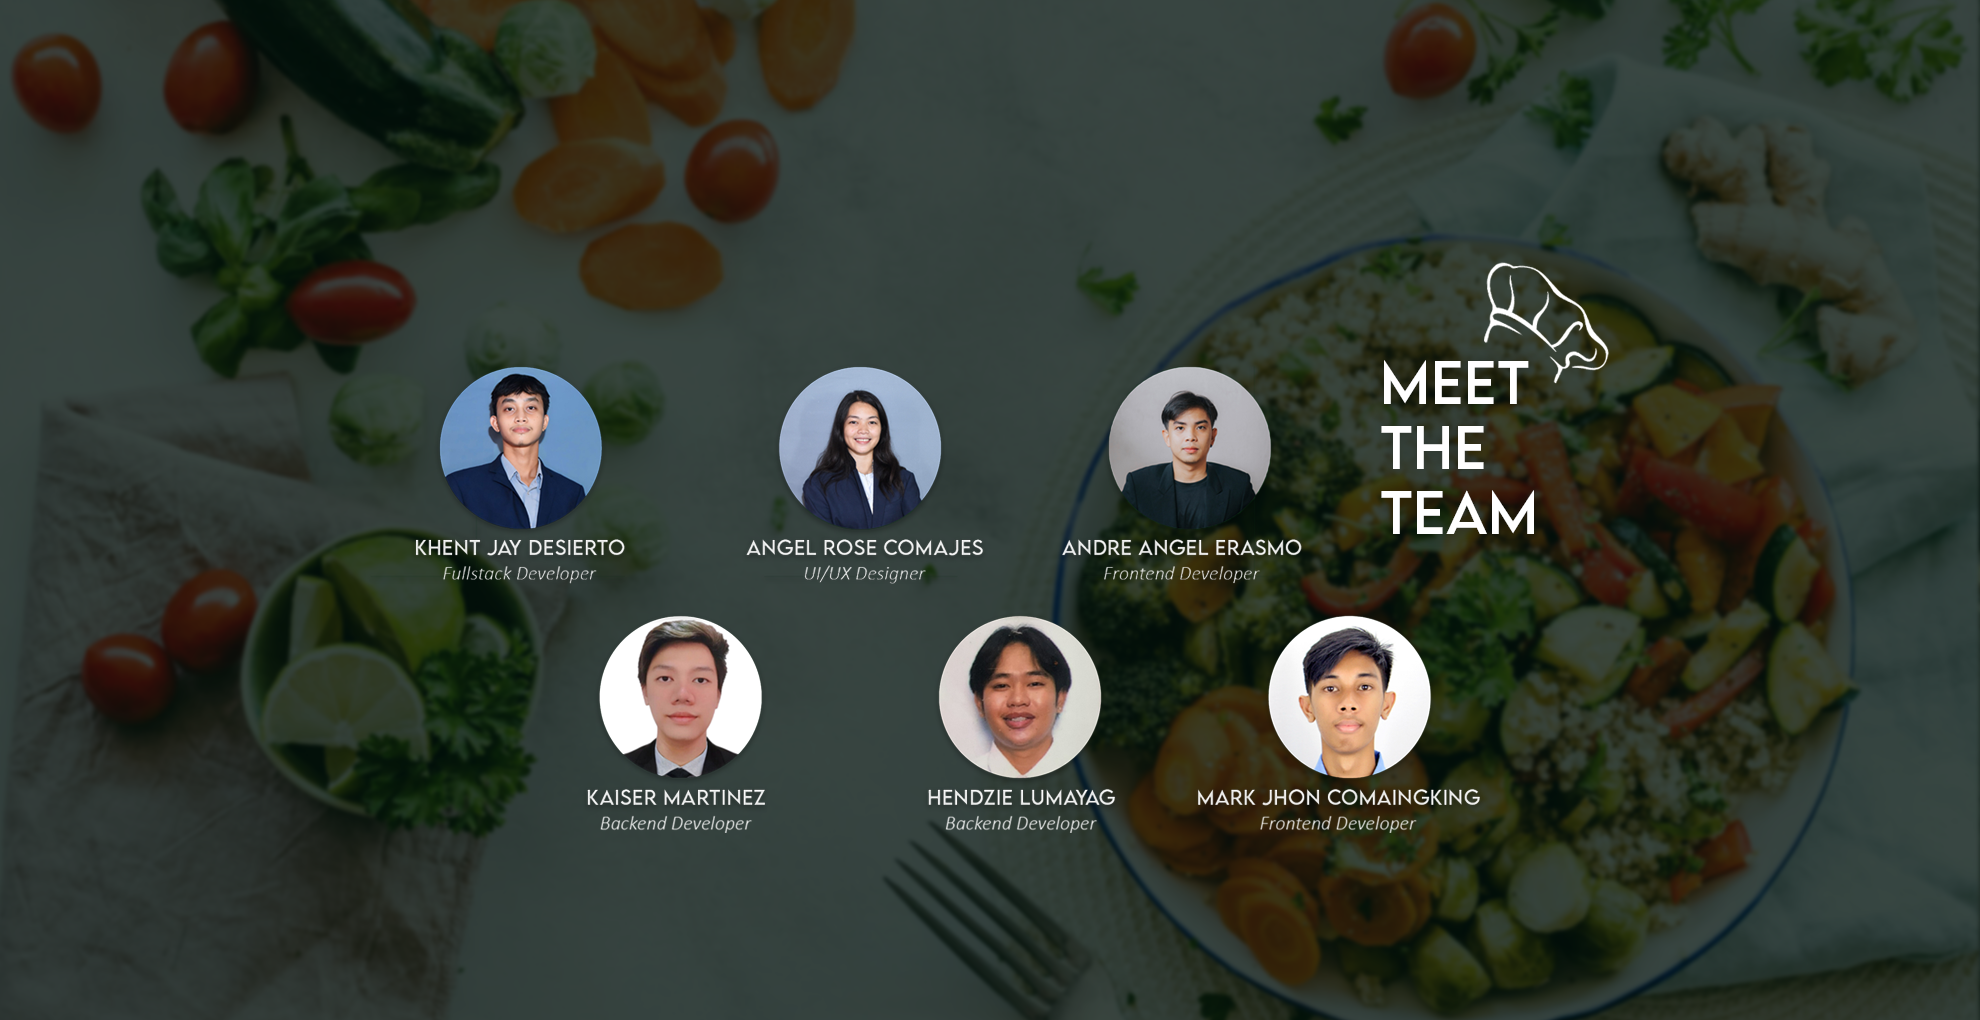 MEET
THE
TEAM
KHENT JAY DESIERTO
Fullstack Developer
ANGEL ROSE COMAJES
UI/UX Designer
ANDRE ANGEL ERASMO
Frontend Developer
KAISER MARTINEZ
Backend Developer
HENDZIE LUMAYAG
Backend Developer
MARK JHON COMAINGKING
Frontend Developer